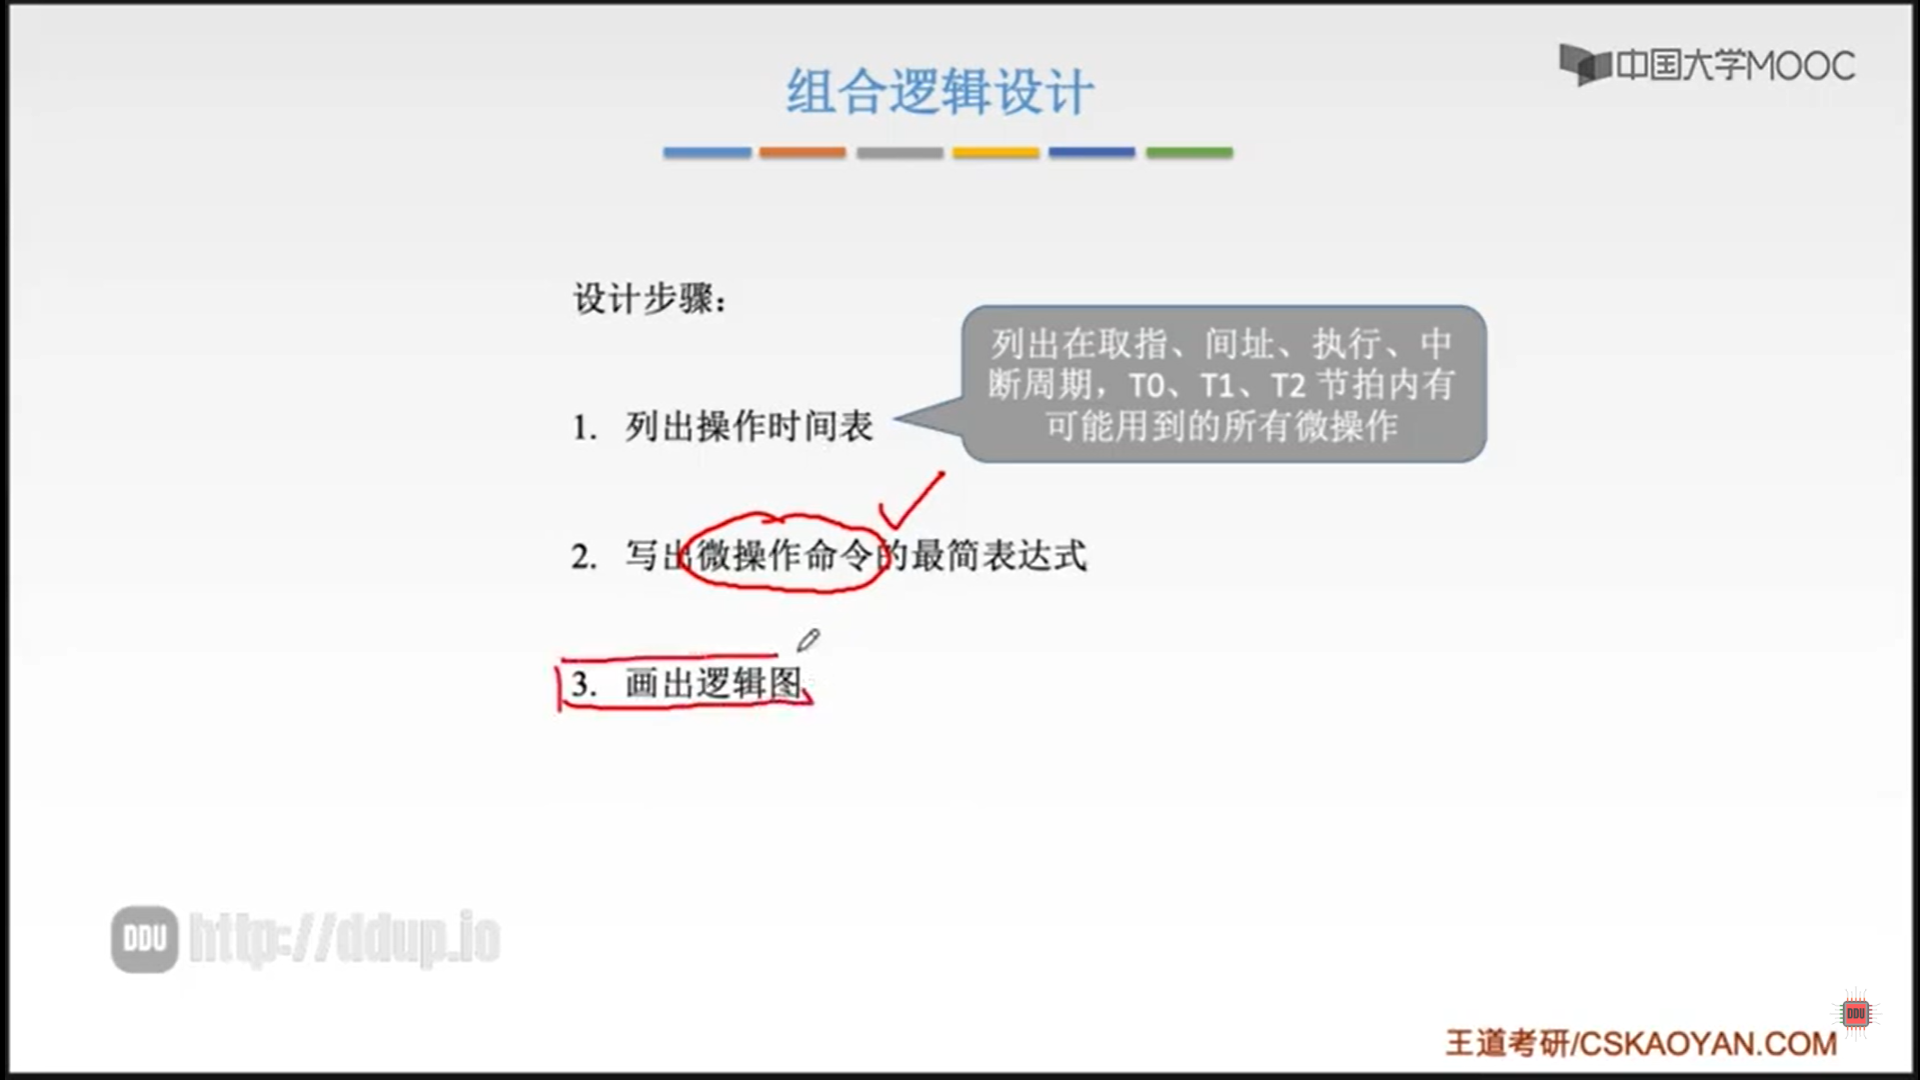 中国大学MOOC
组合逻辑设计
设计步骤：
列出在取指、间址、执行、中
断周期，T0、T1、T2 节拍内有
可能用到的所有微操作
1. 列出操作时间表
2. 写出微操作命令的最简表达式
3. 画出逻辑图
DDU http://ddup.io
DDU
王道考研/CSKAOYAN.COM